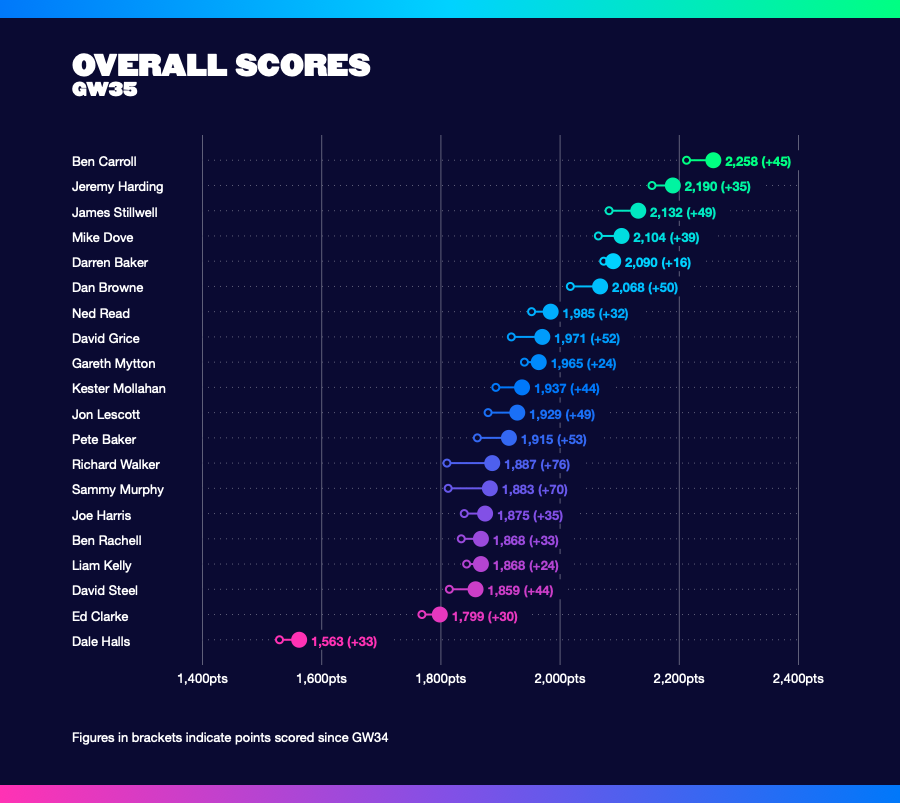 OVERALL SCORES
GW35
Ben Carroll 2,258 (+45)
Jeremy Harding 2,190 (+35)
James Stillwell 2,132 (+49)
Mike Dove 2,104 (+39)
Darren Baker 2,090 (+16)
Dan Browne 2,068 (+50)
Ned Read 1,985 (+32)
David Grice 1,971 (+52)
Gareth Mytton 1,965 (+24)
Kester Mollahan 1,937 (+44)
Jon Lescott 1,929 (+49)
Pete Baker 1,915 (+53)
Richard Walker 1,887 (+76)
Sammy Murphy 1,883 (+70)
Joe Harris 1,875 (+35)
Ben Rachell 1,868 (+33)
Liam Kelly 1,868 (+24)
David Steel 1,859 (+44)
Ed Clarke 1,799 (+30)
Dale Halls 1,563 (+33)
1,400pts 1,600pts 1,800pts 2,000pts 2,200pts 2,400pts
Figures in brackets indicate points scored since GW34